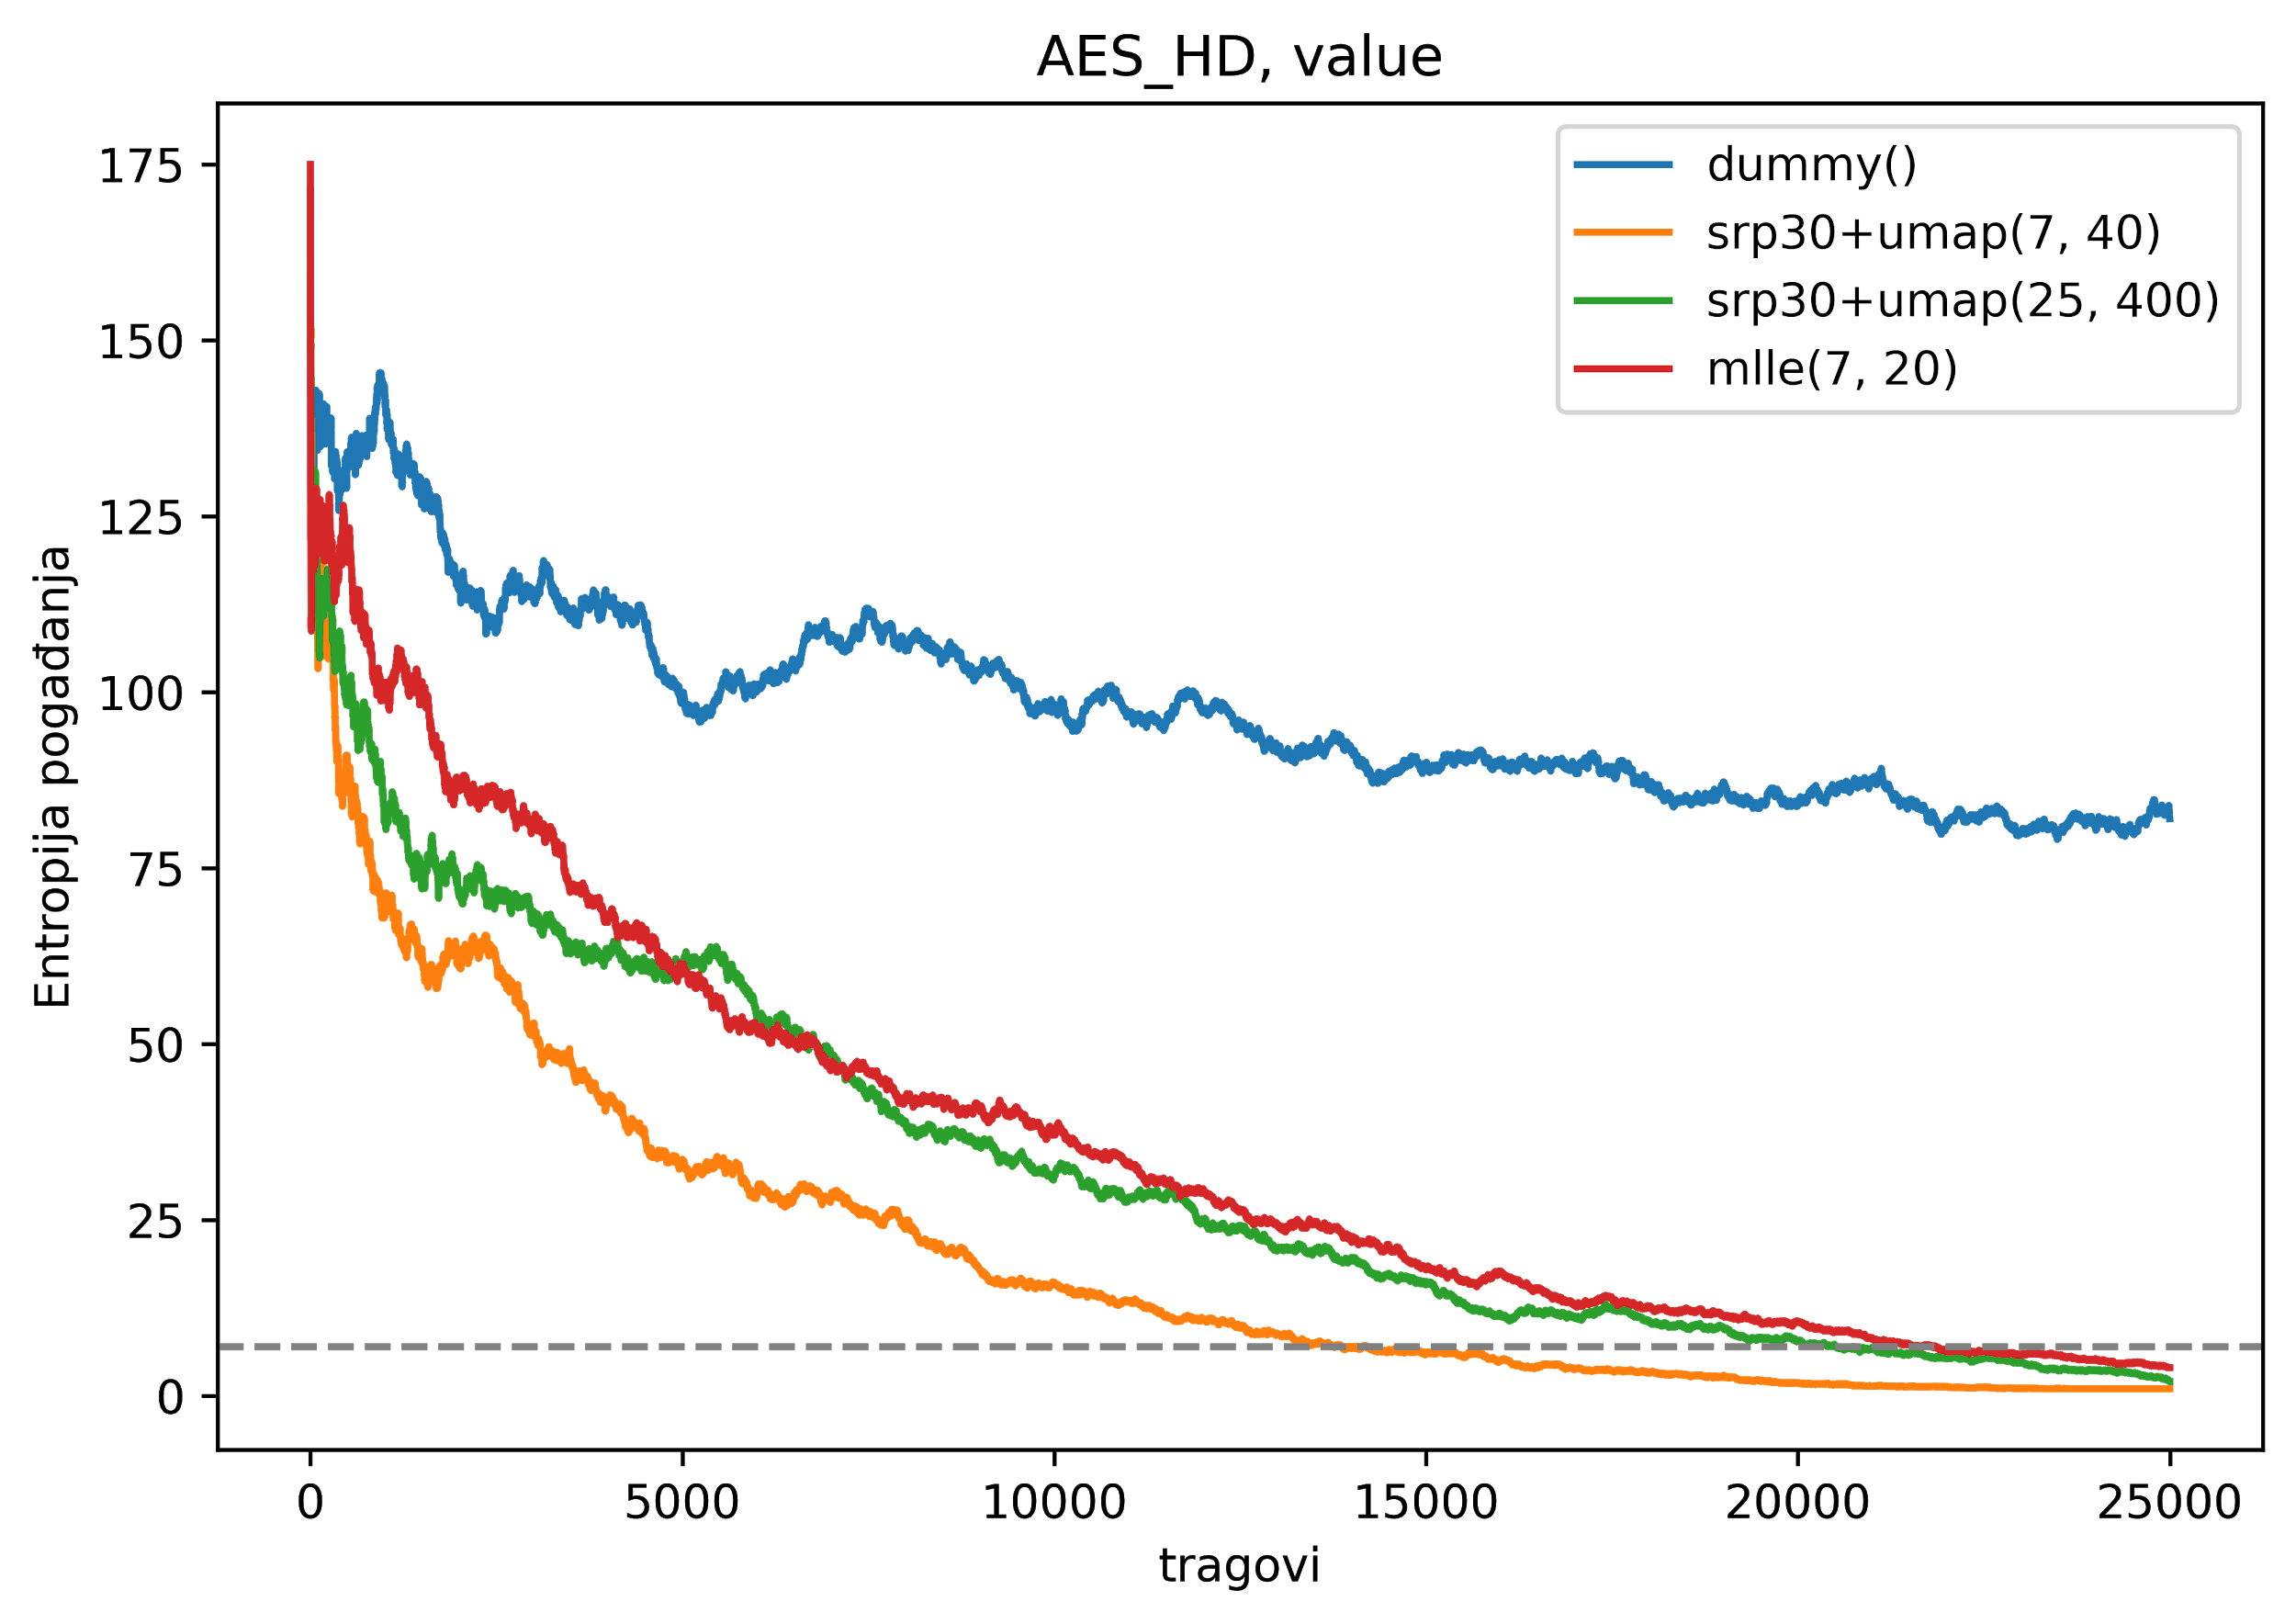 AES_HD, value
Entropija pogađanja
175
150
125
100
75
50
25
0
dummy()
srp30+umap(7, 40)
srp30+umap(25, 400)
mlle(7, 20)
0 5000 10000 15000 20000 25000
tragovi